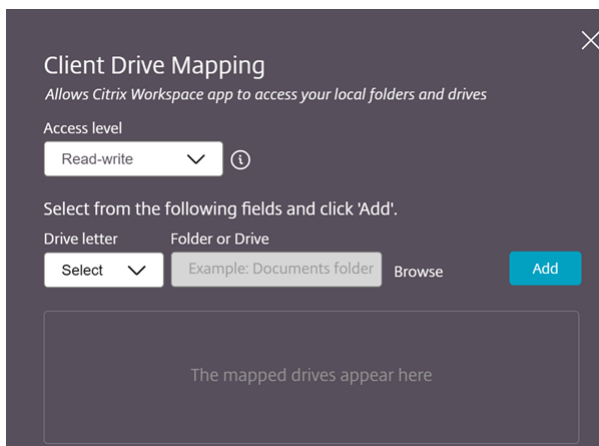 Client Drive Mapping
Allows Citrix Workspace app to access your local folders and drives
Access level
Read-write
Select from the following fields and click 'Add'.
Drive letter Folder or Drive
Select Example: Documents folder Browse Add
The mapped drives appear here